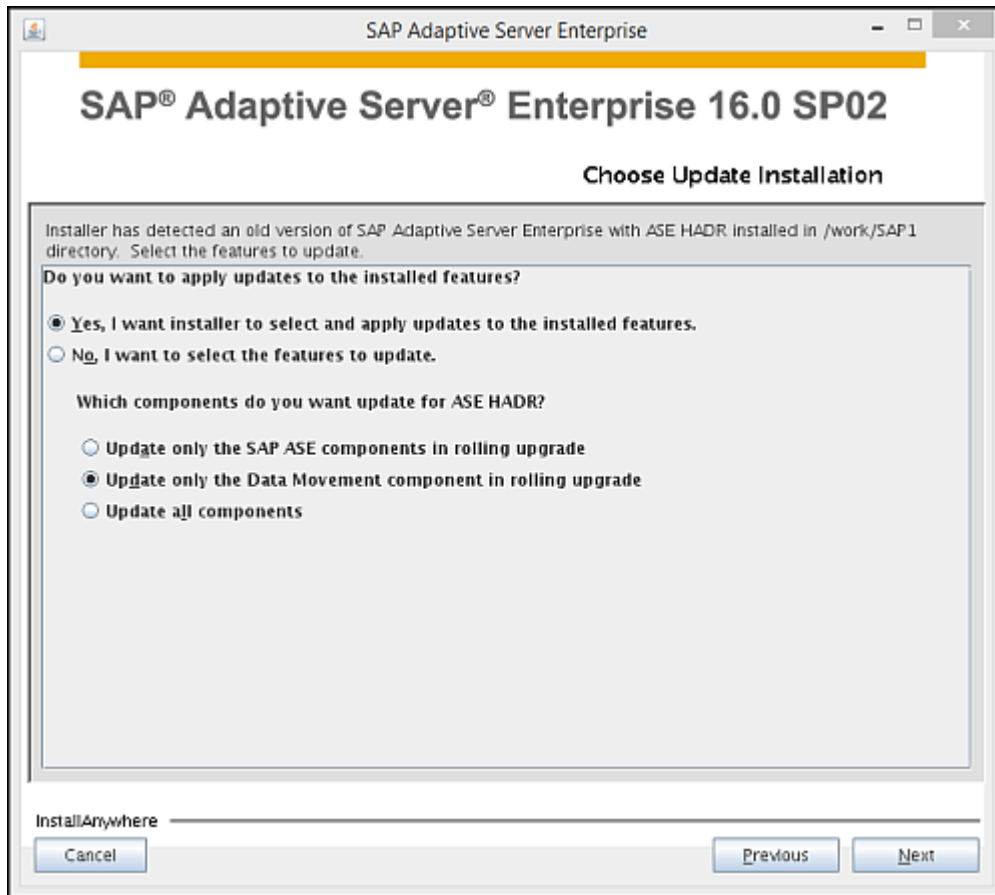 SAP Adaptive Server Enterprise
SAP® Adaptive Server® Enterprise 16.0 SP02
Choose Update Installation
Installer has detected an old version of SAP Adaptive Server Enterprise with ASE HADR installed in /work/SAP1
directory. Select the features to update.
Do you want to apply updates to the installed features?
Yes, I want installer to select and apply updates to the installed features.
No, I want to select the features to update.
Which components do you want update for ASE HADR?
Update only the SAP ASE components in rolling upgrade
Update only the Data Movement component in rolling upgrade
Update all components
InstallAnywhere
Cancel
Previous
Next